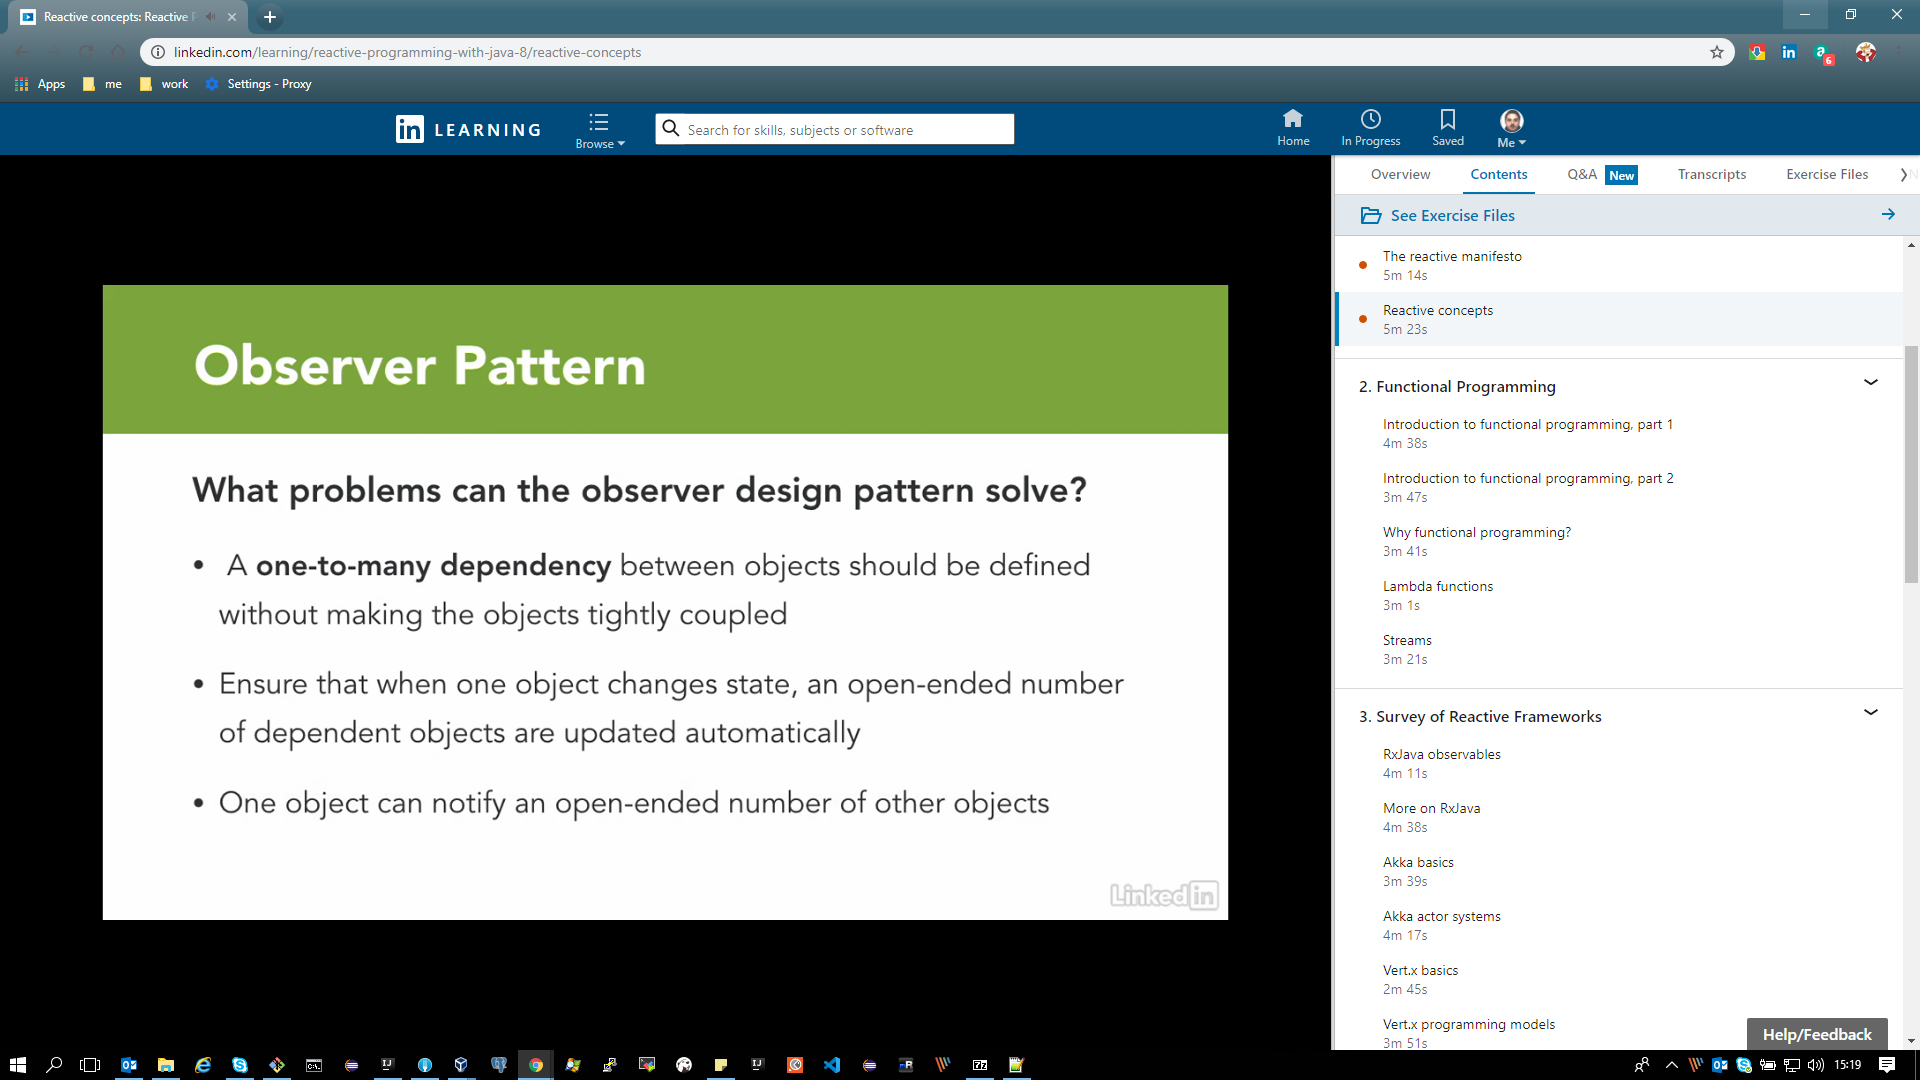 Reactive concepts: Reactive
linkedin.com/learning/reactive-programming-with-java-8/reactive-concepts
6
Apps
me
work
Settings - Proxy
in LEARNING
Browse
Search for skills, subjects or software
Home
In Progress
Saved
Me
Overview
Contents
Q&A New
Transcripts
Exercise Files
See Exercise Files
The reactive manifesto
5m 14s
Reactive concepts
5m 23s
2. Functional Programming
Introduction to functional programming, part 1
4m 38s
Introduction to functional programming, part 2
3m 47s
Why functional programming?
3m 41s
Lambda functions
3m 1s
Streams
3m 21s
3. Survey of Reactive Frameworks
RxJava observables
4m 11s
More on RxJava
4m 38s
Akka basics
3m 39s
Akka actor systems
4m 17s
Vert.x basics
2m 45s
Vert.x programming models
3m 51s
Help/Feedback
Observer Pattern
What problems can the observer design pattern solve?
• A one-to-many dependency between objects should be defined
without making the objects tightly coupled
• Ensure that when one object changes state, an open-ended number
of dependent objects are updated automatically
• One object can notify an open-ended number of other objects
Linked in
15:19